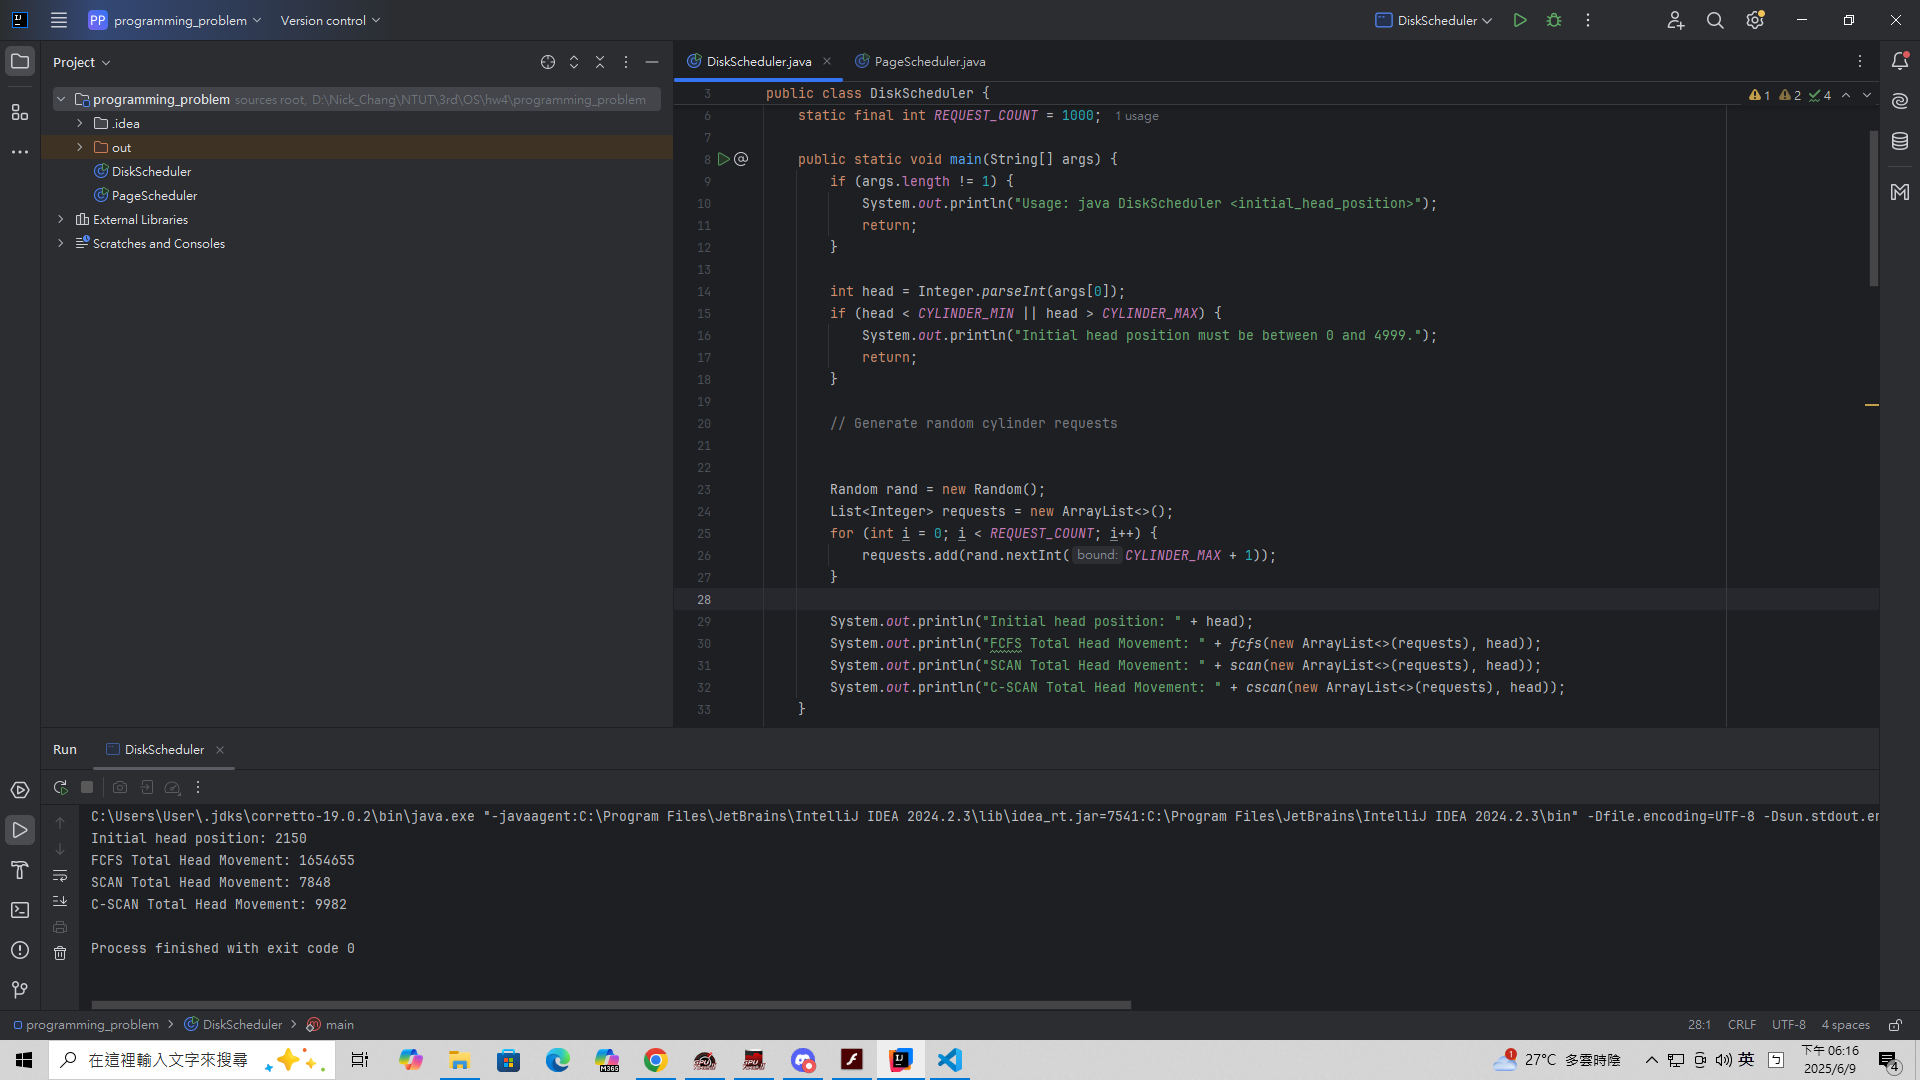 PP programming_problem
Version control
DiskScheduler
Project
programming_problem sources root, D:\Nick_Chang\NTUT\3rd\OS\hw4\programming_problem
.idea
out
DiskScheduler
PageScheduler
External Libraries
Scratches and Consoles
DiskScheduler.java
PageScheduler.java
3 public class DiskScheduler {
1 2 4
6 static final int REQUEST_COUNT = 1000; 1 usage
7
8 public static void main(String[] args) {
9 if (args.length != 1) {
10 System.out.println("Usage: java DiskScheduler <initial_head_position>");
11 return;
12 }
13
14 int head = Integer.parseInt(args[0]);
15 if (head < CYLINDER_MIN || head > CYLINDER_MAX) {
16 System.out.println("Initial head position must be between 0 and 4999.");
17 return;
18 }
19
20 // Generate random cylinder requests
21
22
23 Random rand = new Random();
24 List<Integer> requests = new ArrayList<>();
25 for (int i = 0; i < REQUEST_COUNT; i++) {
26 requests.add(rand.nextInt( bound: CYLINDER_MAX + 1));
27 }
28
29 System.out.println("Initial head position: " + head);
30 System.out.println("FCFS Total Head Movement: " + fcfs(new ArrayList<>(requests), head));
31 System.out.println("SCAN Total Head Movement: " + scan(new ArrayList<>(requests), head));
32 System.out.println("C-SCAN Total Head Movement: " + cscan(new ArrayList<>(requests), head));
33 }
Run
DiskScheduler
C:\Users\User\.jdks\corretto-19.0.2\bin\java.exe "-javaagent:C:\Program Files\JetBrains\IntelliJ IDEA 2024.2.3\lib\idea_rt.jar=7541:C:\Program Files\JetBrains\IntelliJ IDEA 2024.2.3\bin" -Dfile.encoding=UTF-8 -Dsun.stdout.en
Initial head position: 2150
FCFS Total Head Movement: 1654655
SCAN Total Head Movement: 7848
C-SCAN Total Head Movement: 9982
Process finished with exit code 0
programming_problem
DiskScheduler
main
28:1
CRLF
UTF-8
4 spaces
在這裡輸入文字來搜尋
M365
1
27°C 多雲時陰
英
下午 06:16
2025/6/9
4